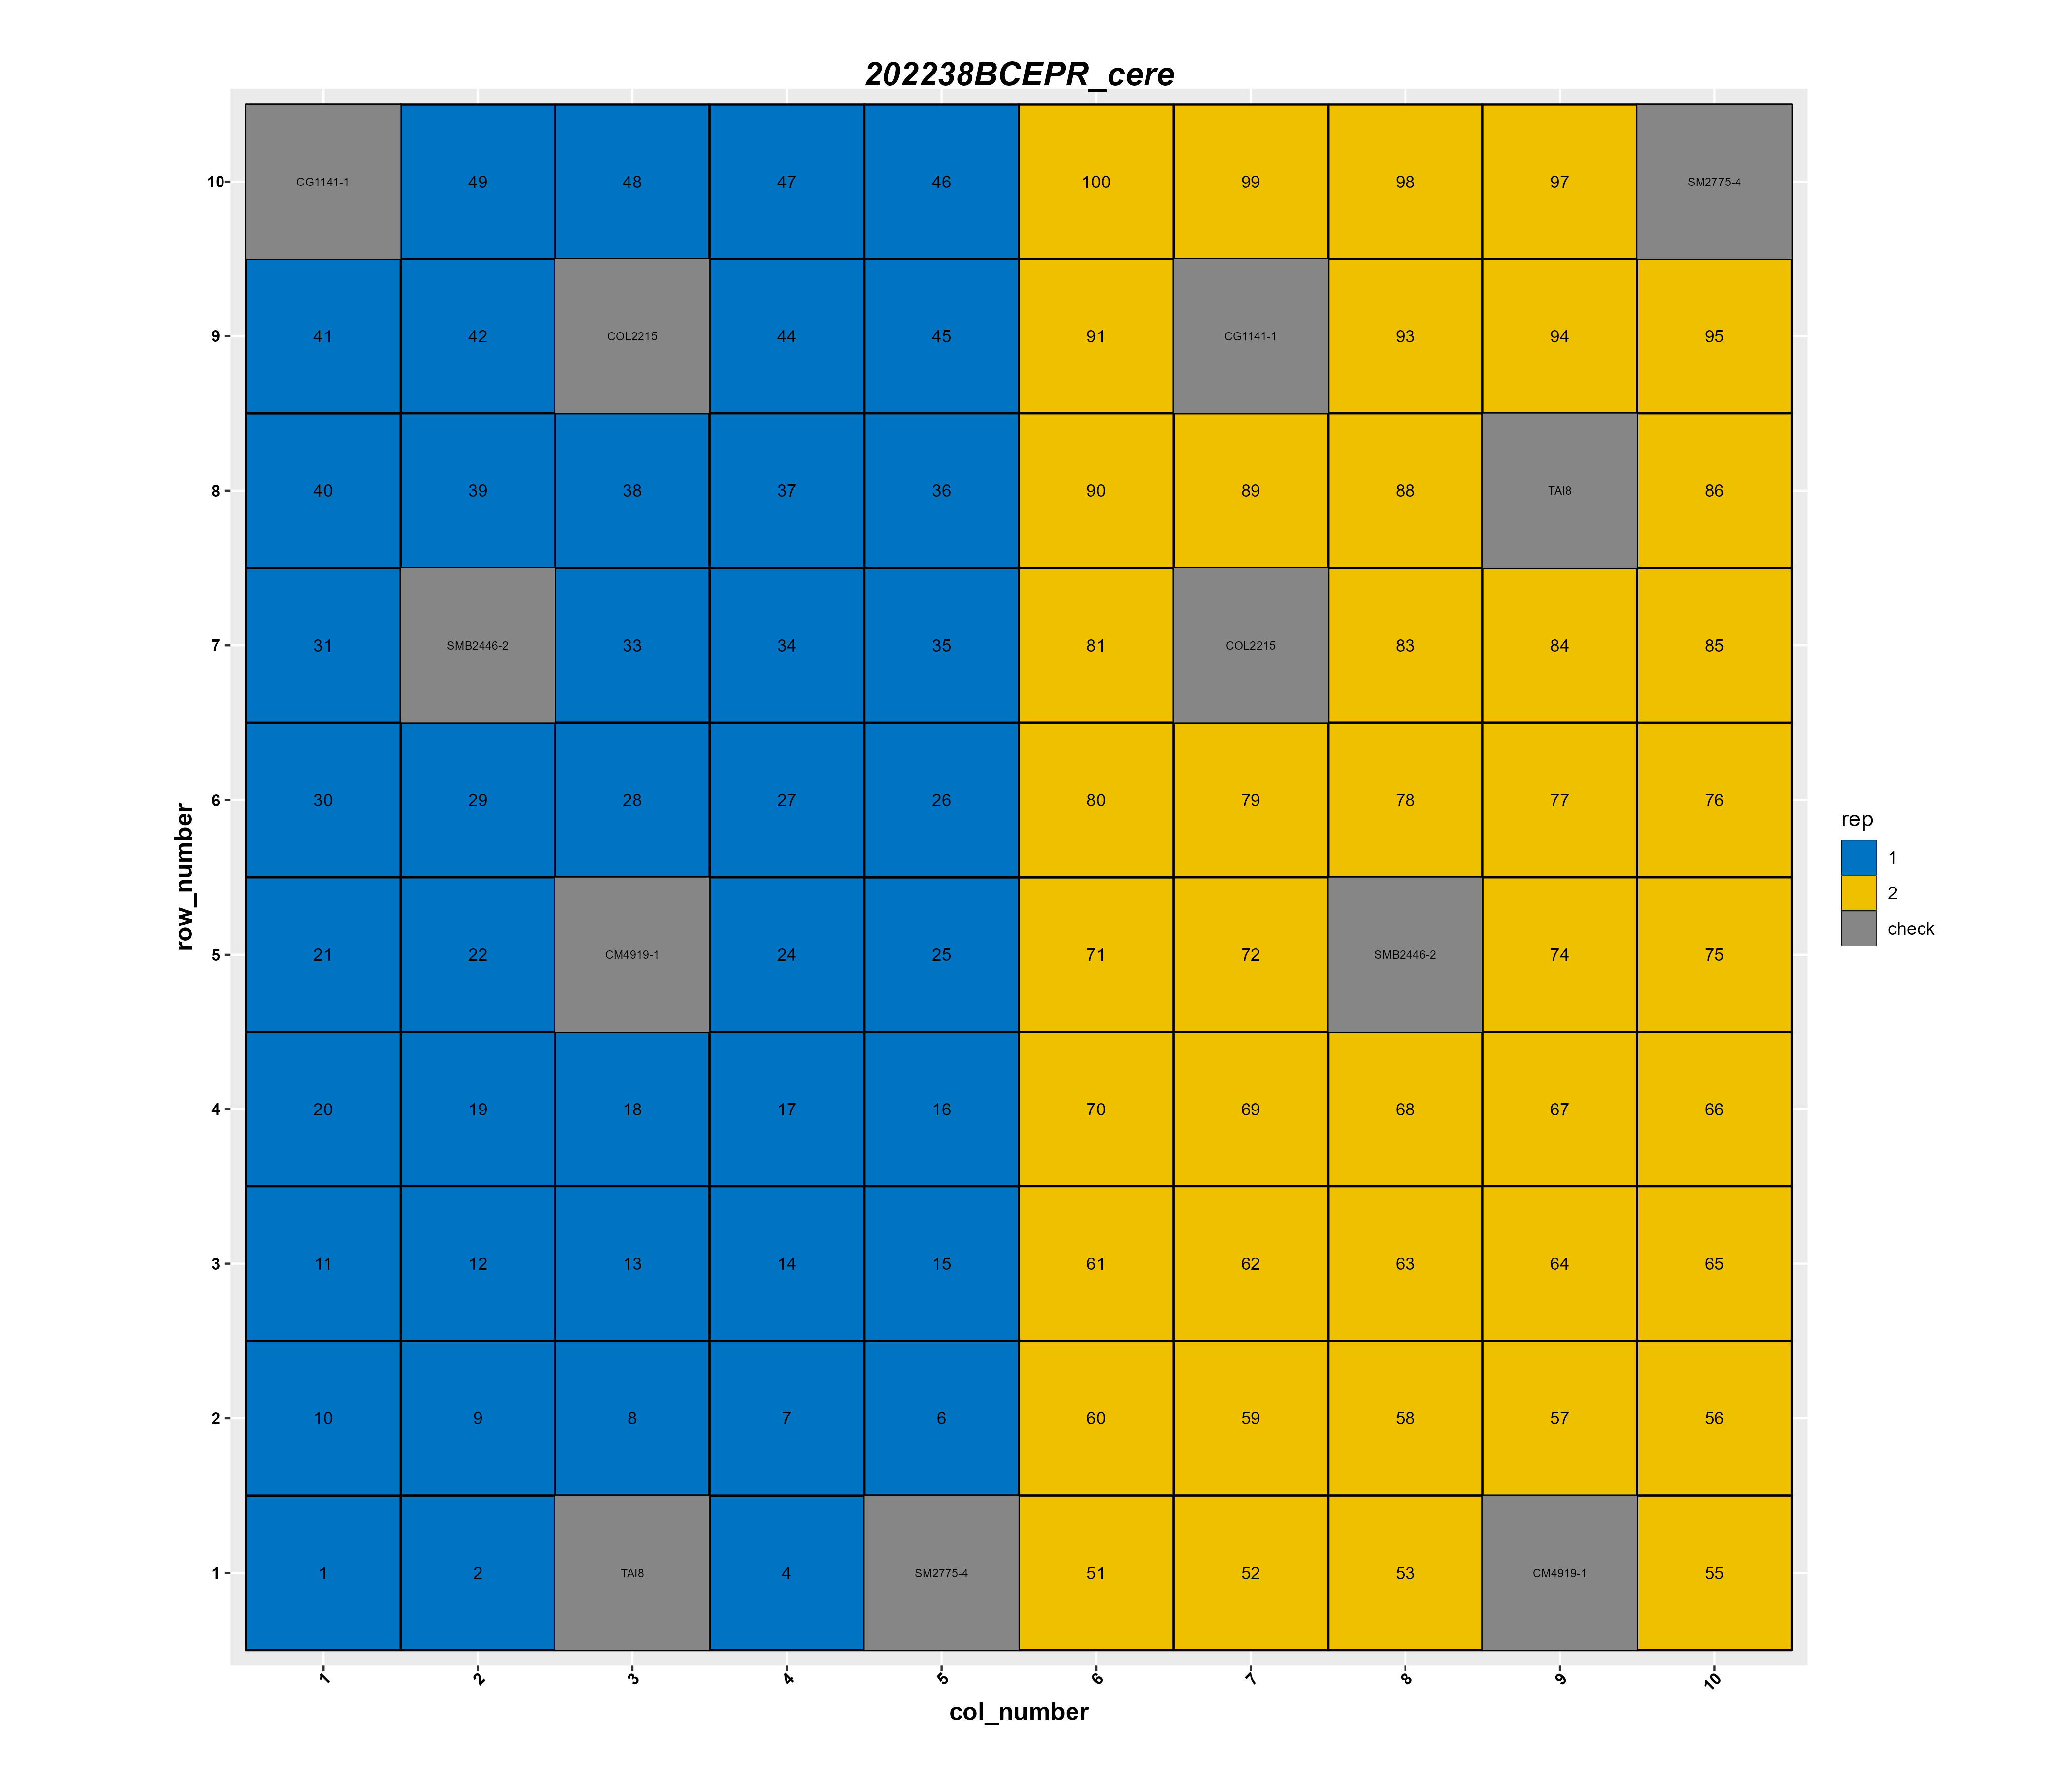 202238BCEPR_cere
10 CG1141-1 49 48 47 46 100 99 98 97 SM2775-4
9 41 42 COL2215 44 45 91 CG1141-1 93 94 95
8 40 39 38 37 36 90 89 88 TAI8 86
7 31 SMB2446-2 33 34 35 81 COL2215 83 84 85
6 30 29 28 27 26 80 79 78 77 76
5 21 22 CM4919-1 24 25 71 72 SMB2446-2 74 75
4 20 19 18 17 16 70 69 68 67 66
3 11 12 13 14 15 61 62 63 64 65
2 10 9 8 7 6 60 59 58 57 56
1 1 2 TAI8 4 SM2775-4 51 52 53 CM4919-1 55
1 2 3 4 5 6 7 8 9 10
col_number
row_number
rep
1
2
check